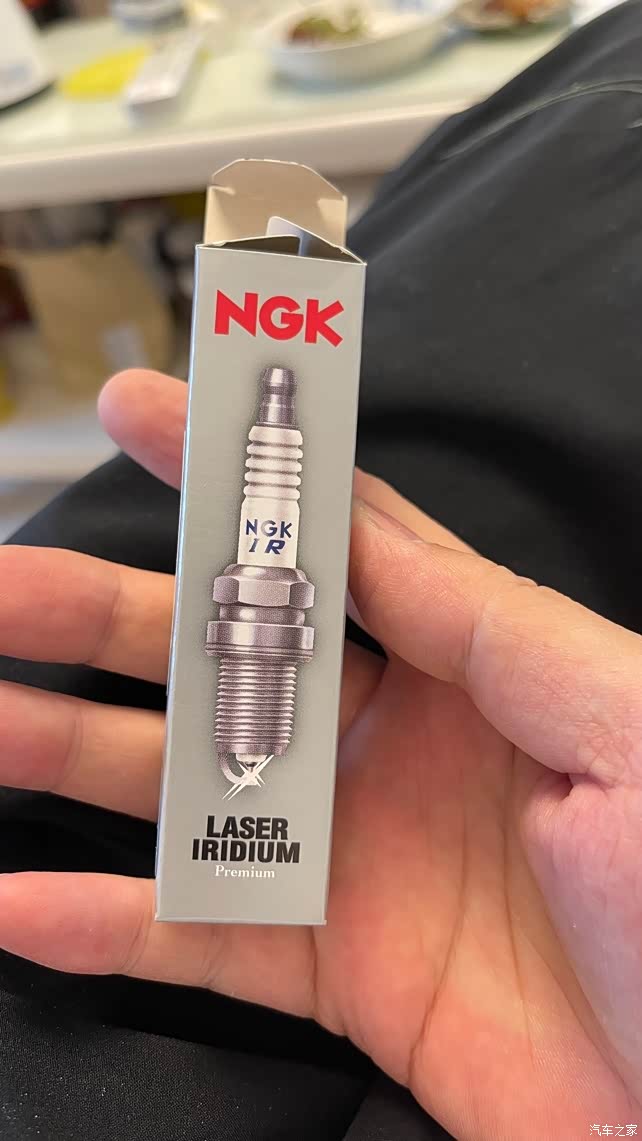 NGK
NGK
IR
LASER
IRIDIUM
Premium
汽车之家